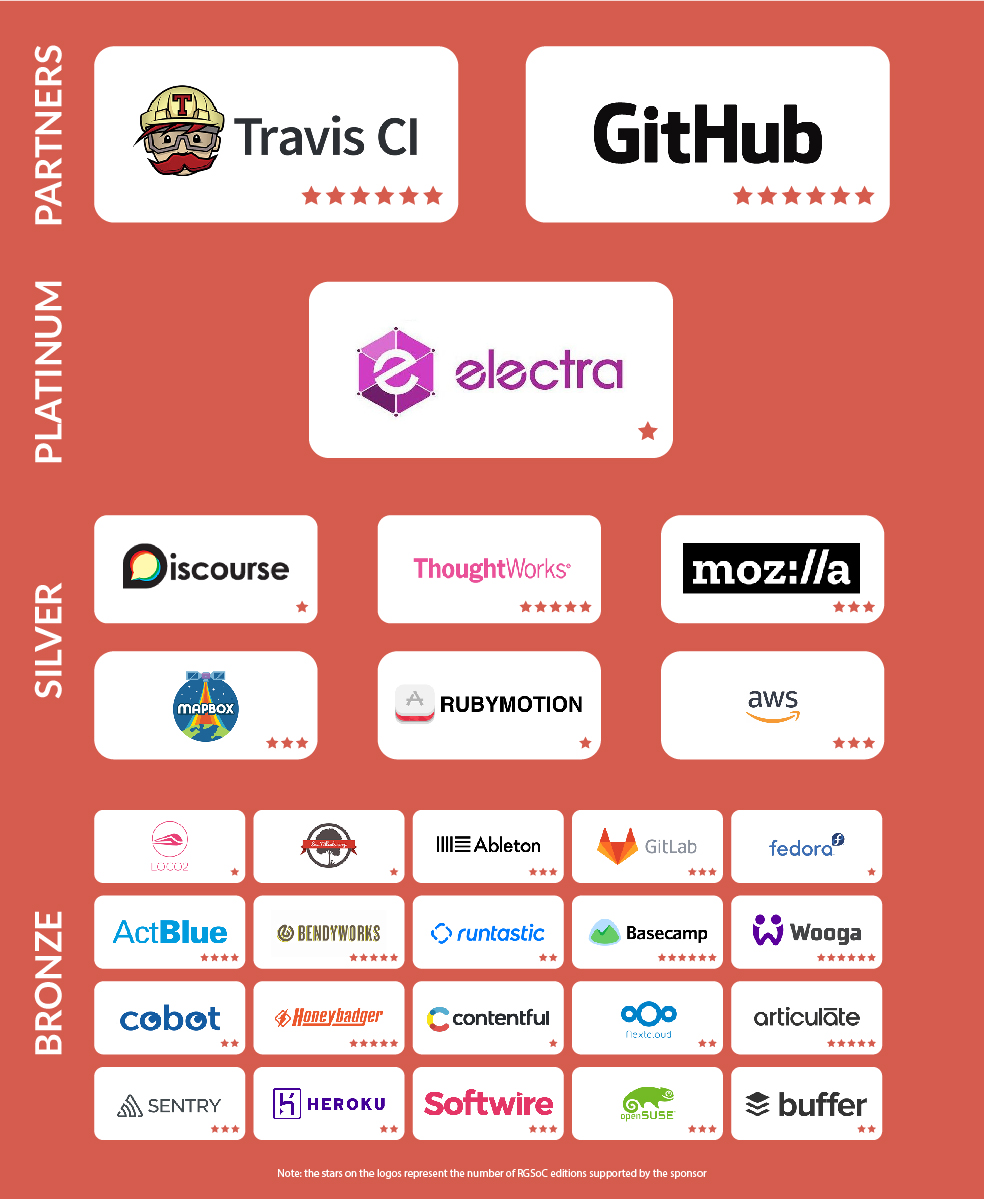 PARTNERS
T
Travis CI
GitHub
PLATINUM
e electra
SILVER
Discourse
ThoughtWorks®
moz://a
MAPBOX
RUBYMOTION
aws
BRONZE
LOCO2
Ableton
GitLab
fedora f
ActBlue
BENDYWORKS
runtastic
Basecamp
Wooga
cobot
Honeybadger
contentful
nextcloud
articulāte
SENTRY
HEROKU
Softwire
openSUSE
buffer
Note: the stars on the logos represent the number of RGSoC editions supported by the sponsor